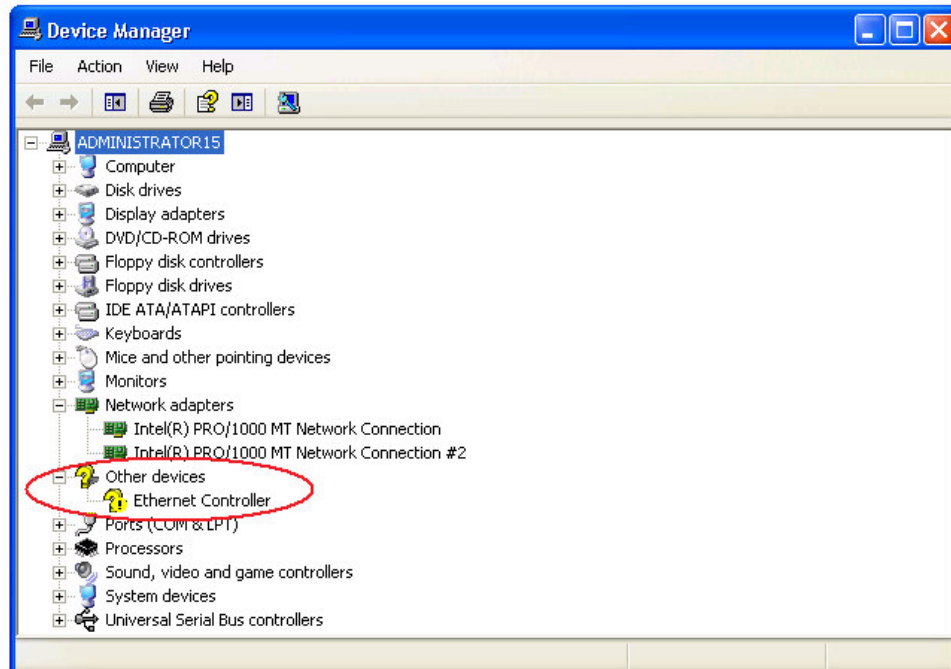 Device Manager
File Action View Help
ADMINISTRATOR15
Computer
Disk drives
Display adapters
DVD/CD-ROM drives
Floppy disk controllers
Floppy disk drives
IDE ATA/ATAPI controllers
Keyboards
Mice and other pointing devices
Monitors
Network adapters
Intel(R) PRO/1000 MT Network Connection
Intel(R) PRO/1000 MT Network Connection #2
Other devices
Ethernet Controller
Ports (COM & LPT)
Processors
Sound, video and game controllers
System devices
Universal Serial Bus controllers